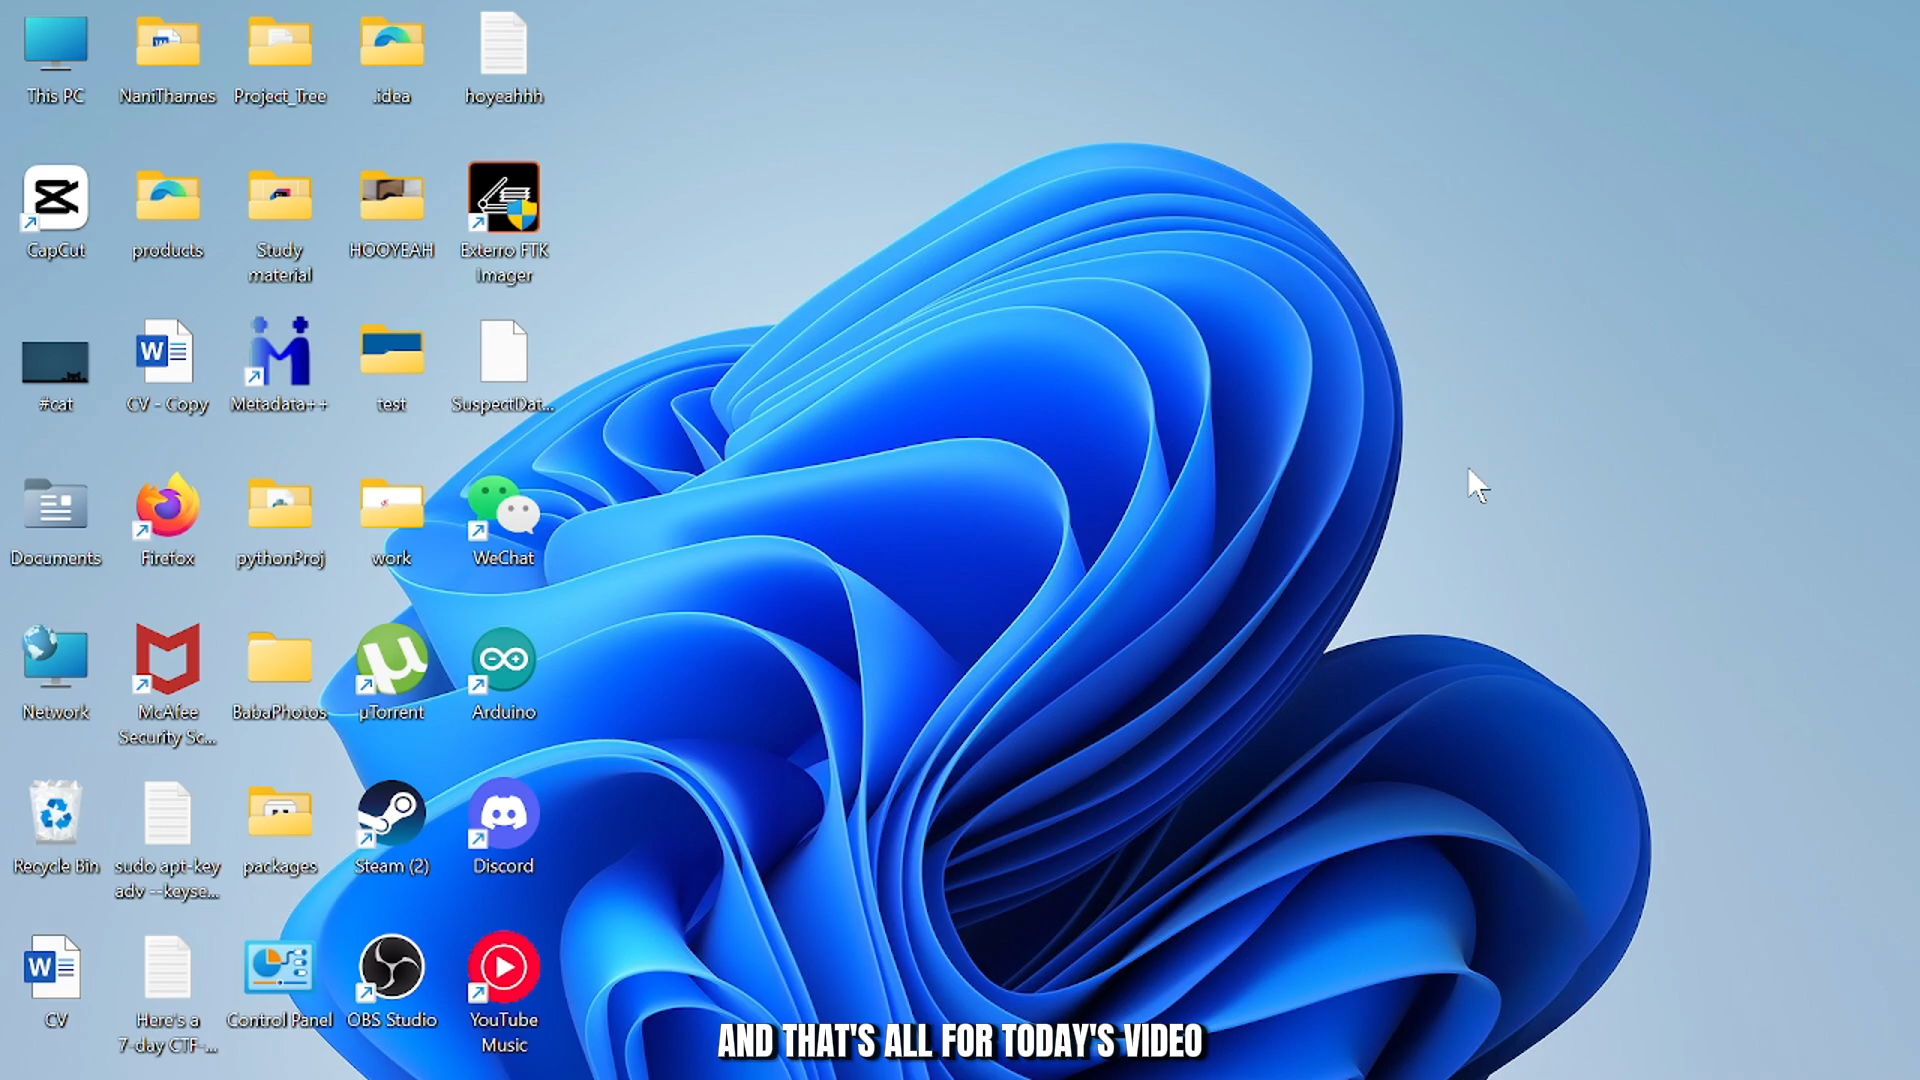 This PC
NaniThames
Project_Tree
.idea
hoyeahhh
CapCut
products
Study
material
HOOYEAH
Exterro FTK
Imager
#cat
CV - Copy
Metadata++
test
SuspectDat...
Documents
Firefox
pythonProj
work
WeChat
Network
McAfee
Security Sc...
BabaPhotos
µTorrent
Arduino
Recycle Bin
sudo apt-key
adv --keyse...
packages
Steam (2)
Discord
CV
Here's a
7-day CTF-...
Control Panel
OBS Studio
YouTube
Music
AND THAT'S ALL FOR TODAY'S VIDEO